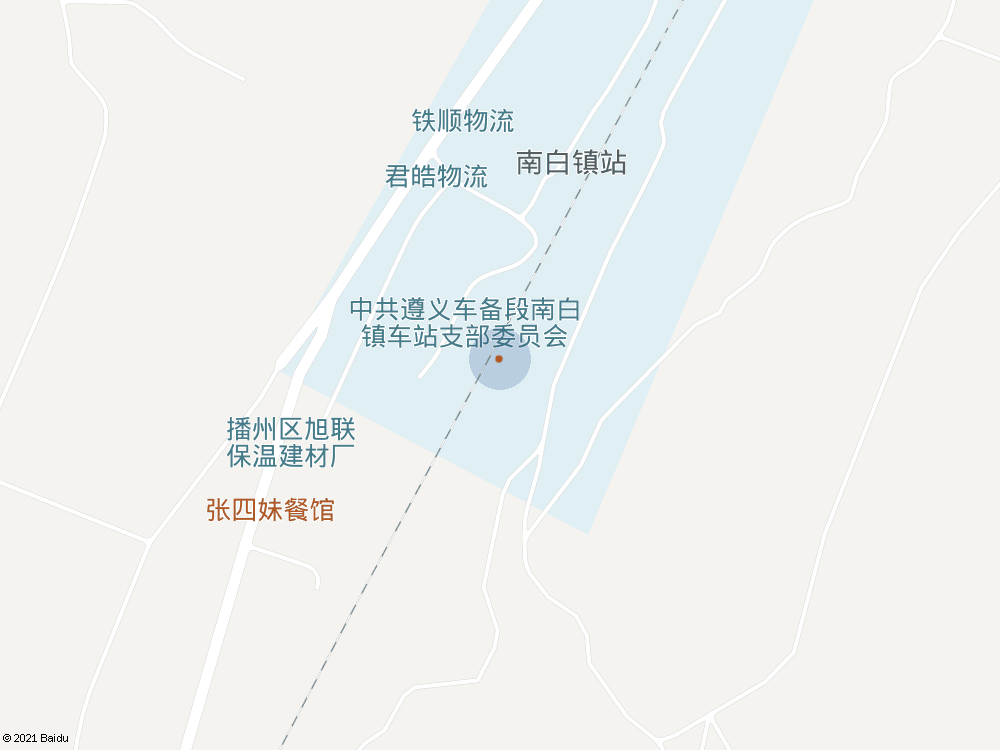 铁顺物流
南白镇站
君皓物流
中共遵义车备段南白
镇车站支部委员会
播州区旭联
保温建材厂
张四妹餐馆
© 2021 Baidu